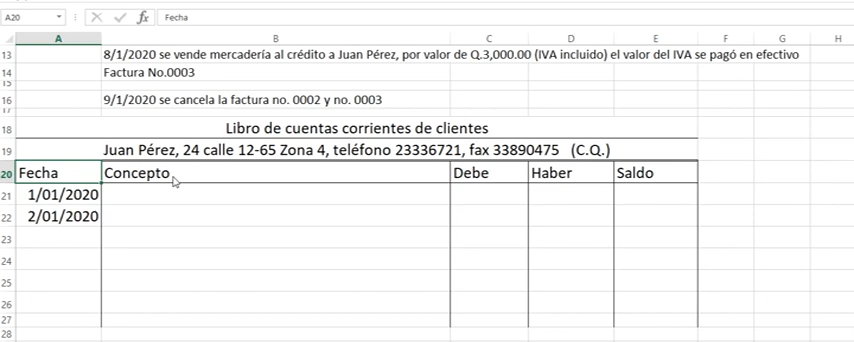 A20 Fecha
A B C D E F G H
13 8/1/2020 se vende mercadería al crédito a Juan Pérez, por valor de Q.3,000.00 (IVA incluido) el valor del IVA se pagó en efectivo
14 Factura No.0003
15
16 9/1/2020 se cancela la factura no. 0002 y no. 0003
17
18 Libro de cuentas corrientes de clientes
19 Juan Pérez, 24 calle 12-65 Zona 4, teléfono 23336721, fax 33890475 (C.Q.)
20 Fecha Concepto Debe Haber Saldo
21 1/01/2020
22 2/01/2020
23
24
25
26
27
28